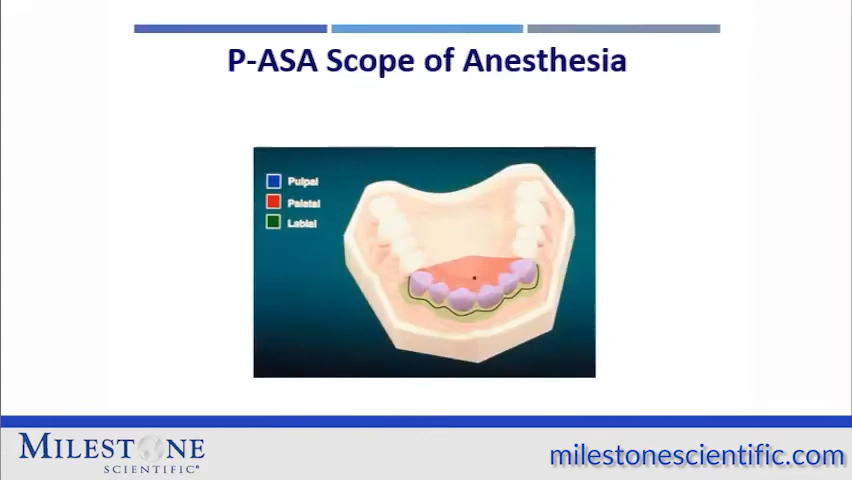 P-ASA Scope of Anesthesia
Pulpal
Palatal
Labial
MILESTONE
SCIENTIFIC®
milestonescientific.com